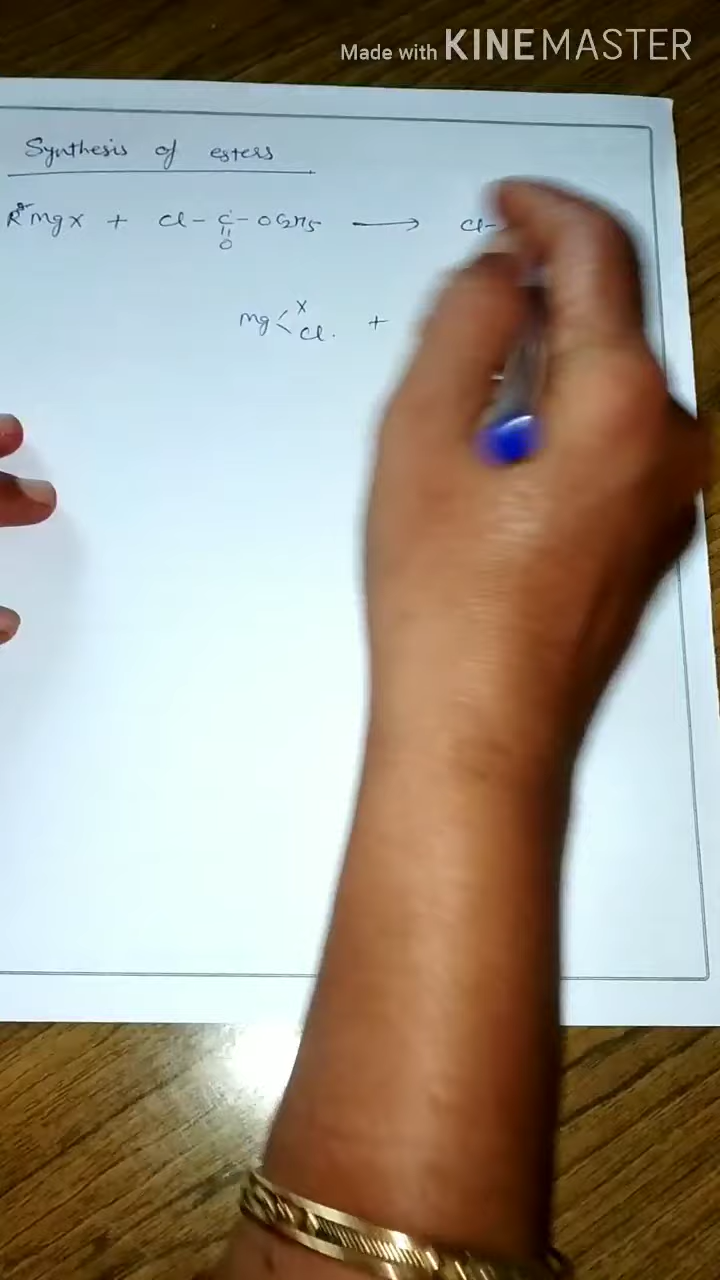 Made with KINEMASTER
Synthesis of esters
RMgX + Cl - C - OC2H5 → Cl-
O
X
Mg < Cl. +